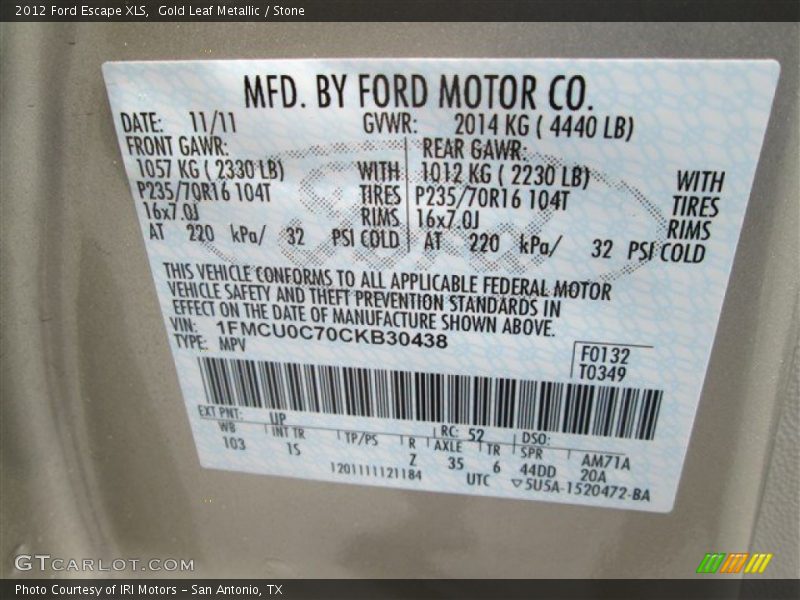 2012 Ford Escape XLS,  Gold Leaf Metallic / Stone
MFD. BY FORD MOTOR CO.
DATE: 11/11 GVWR: 2014 KG ( 4440 LB)
FRONT GAWR: REAR GAWR:
1057 KG ( 2330 LB) WITH 1012 KG ( 2230 LB) WITH
P235/70R16 104T TIRES P235/70R16 104T TIRES
16x7.0J RIMS 16x7.0J RIMS
AT 220 kPa/ 32 PSI COLD AT 220 kPa/ 32 PSI COLD
THIS VEHICLE CONFORMS TO ALL APPLICABLE FEDERAL MOTOR
VEHICLE SAFETY AND THEFT PREVENTION STANDARDS IN
EFFECT ON THE DATE OF MANUFACTURE SHOWN ABOVE.
VIN: 1FMCU0C70CKB30438
TYPE: MPV
F0132
T0349
EXT PNT: UP RC: 52 DSO:
WB INT TR TP/PS R AXLE TR SPR AM71A
103 1S Z 35 6 44DD 20A
1201111121184 UTC ▽5U5A-1520472-BA
GTCARLOT.COM
Photo Courtesy of IRI Motors – San Antonio, TX